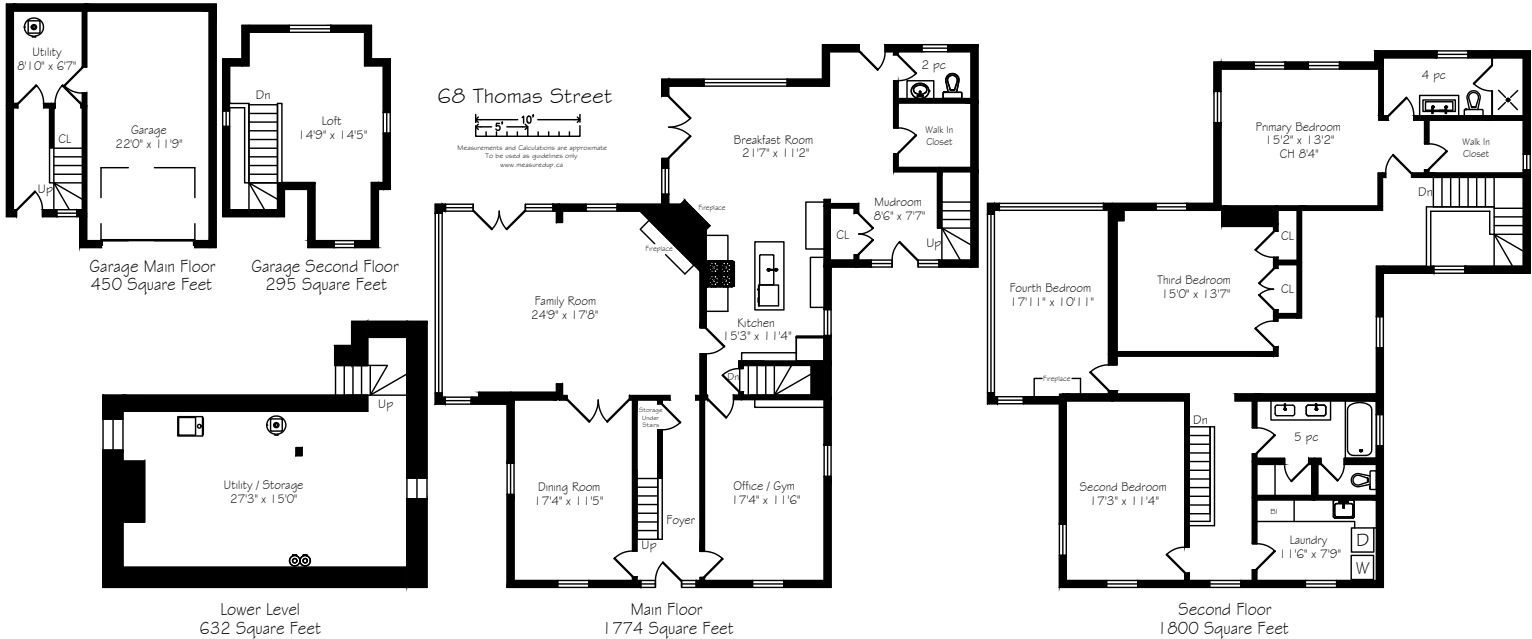 68 Thomas Street
10'
5'
Measurements and Calculations are approximate
To be used as guidelines only
www.measuredup.ca
Utility
8'10" x 6'7"
CL
Up
Garage
22'0" x 11'9"
Garage Main Floor
450 Square Feet
Dn
Loft
14'9" x 14'5"
Garage Second Floor
295 Square Feet
Up
Utility / Storage
27'3" x 15'0"
Lower Level
632 Square Feet
2 pc
Breakfast Room
21'7" x 11'2"
Walk In
Closet
Mudroom
8'6" x 7'7"
CL
Up
Fireplace
Fireplace
Family Room
24'9" x 17'8"
Kitchen
15'3" x 11'4"
Dn
Storage
Under
Stairs
Dining Room
17'4" x 11'5"
Office / Gym
17'4" x 11'6"
Foyer
Up
Main Floor
1774 Square Feet
4 pc
Primary Bedroom
15'2" x 13'2"
CH 8'4"
Walk In
Closet
Dn
CL
Third Bedroom
15'0" x 13'7"
CL
Fourth Bedroom
17'11" x 10'11"
Fireplace
Dn
5 pc
Second Bedroom
17'3" x 11'4"
BI
Laundry
11'6" x 7'9"
D
W
Second Floor
1800 Square Feet